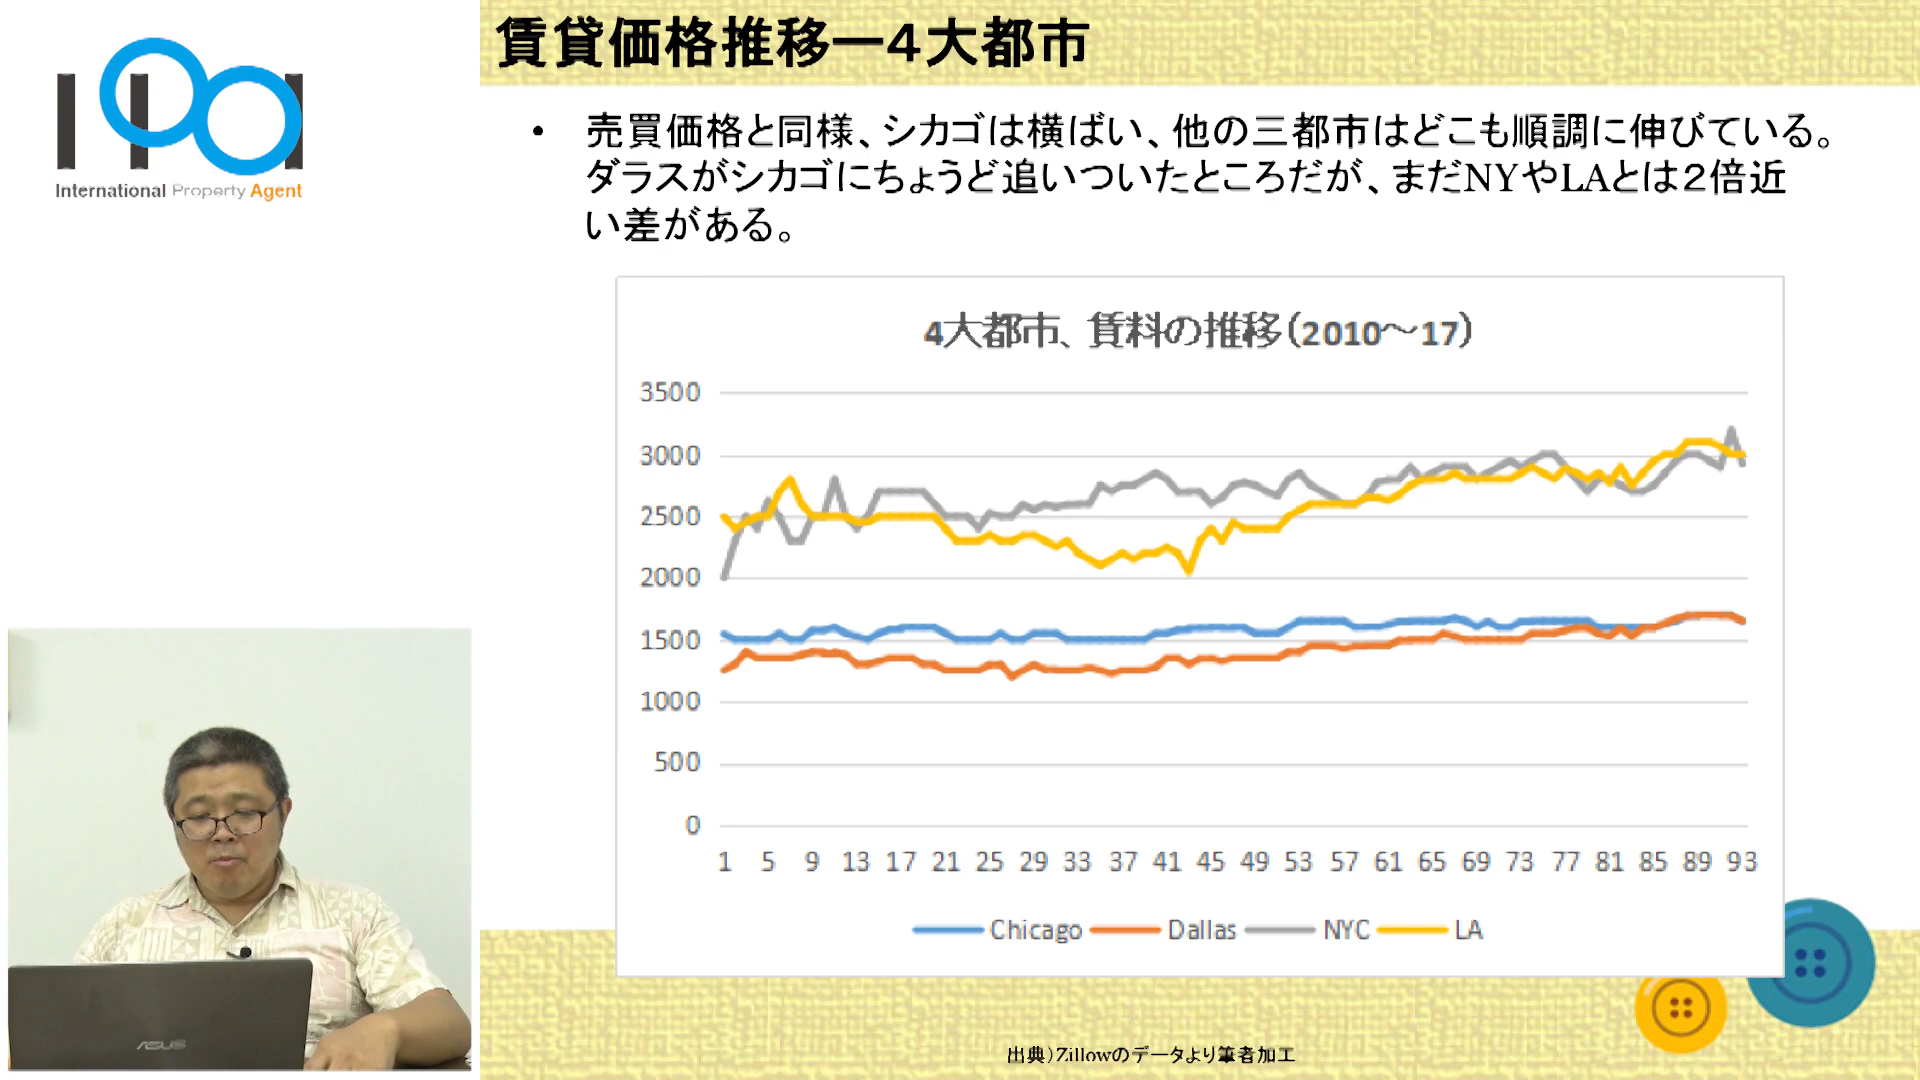 International Property Agent
賃貸価格推移ー４大都市
• 売買価格と同様、シカゴは横ばい、他の三都市はどこも順調に伸びている。
ダラスがシカゴにちょうど追いついたところだが、まだNYやLAとは２倍近
い差がある。
4大都市、賃料の推移（2010～17）
3500
3000
2500
2000
1500
1000
500
0
1 5 9 13 17 21 25 29 33 37 41 45 49 53 57 61 65 69 73 77 81 85 89 93
Chicago Dallas NYC LA
ASUS
出典）Zillowのデータより筆者加工